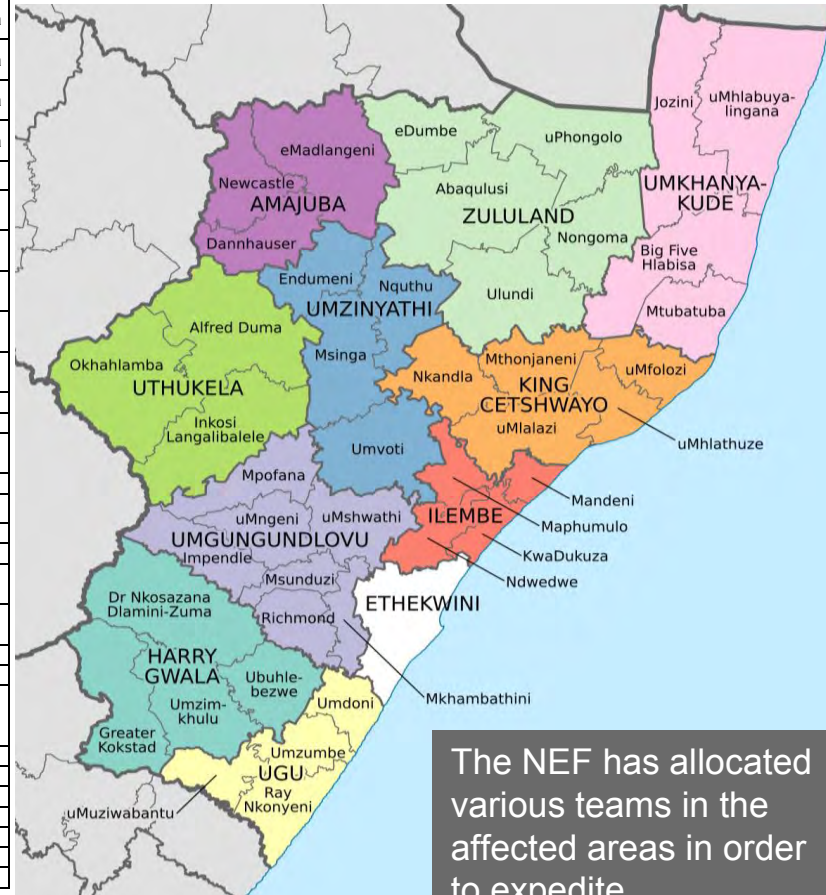 Jozini
uMhlabuya-
lingana
eDumbe
uPhongolo
eMadlangeni
Newcastle
Abaqulusi
UMKHANYA-
KUDE
AMAJUBA
ZULULAND
Nongoma
Dannhauser
Big Five
Hlabisa
Endumeni
Nquthu
Ulundi
UMZINYATHI
Mtubatuba
Alfred Duma
Msinga
Okhahlamba
Mthonjaneni
uMfolozi
Nkandla
KING
CETSHWAYO
UTHUKELA
Inkosi
Langalibalele
uMlalazi
uMhlathuze
Umvoti
Mpofana
Mandeni
uMngeni
uMshwathi
ILEMBE
Maphumulo
UMGUNGUNDLOVU
Impendle
KwaDukuza
Msunduzi
Ndwedwe
Dr Nkosazana
Dlamini-Zuma
ETHEKWINI
Richmond
HARRY
GWALA
Ubuhle-
bezwe
Mkhambathini
Umzim-
khulu
Umdoni
Greater
Kokstad
Umzumbe
UGU
Ray
Nkonyeni
uMuziwabantu
The NEF has allocated
various teams in the
affected areas in order
to expedite